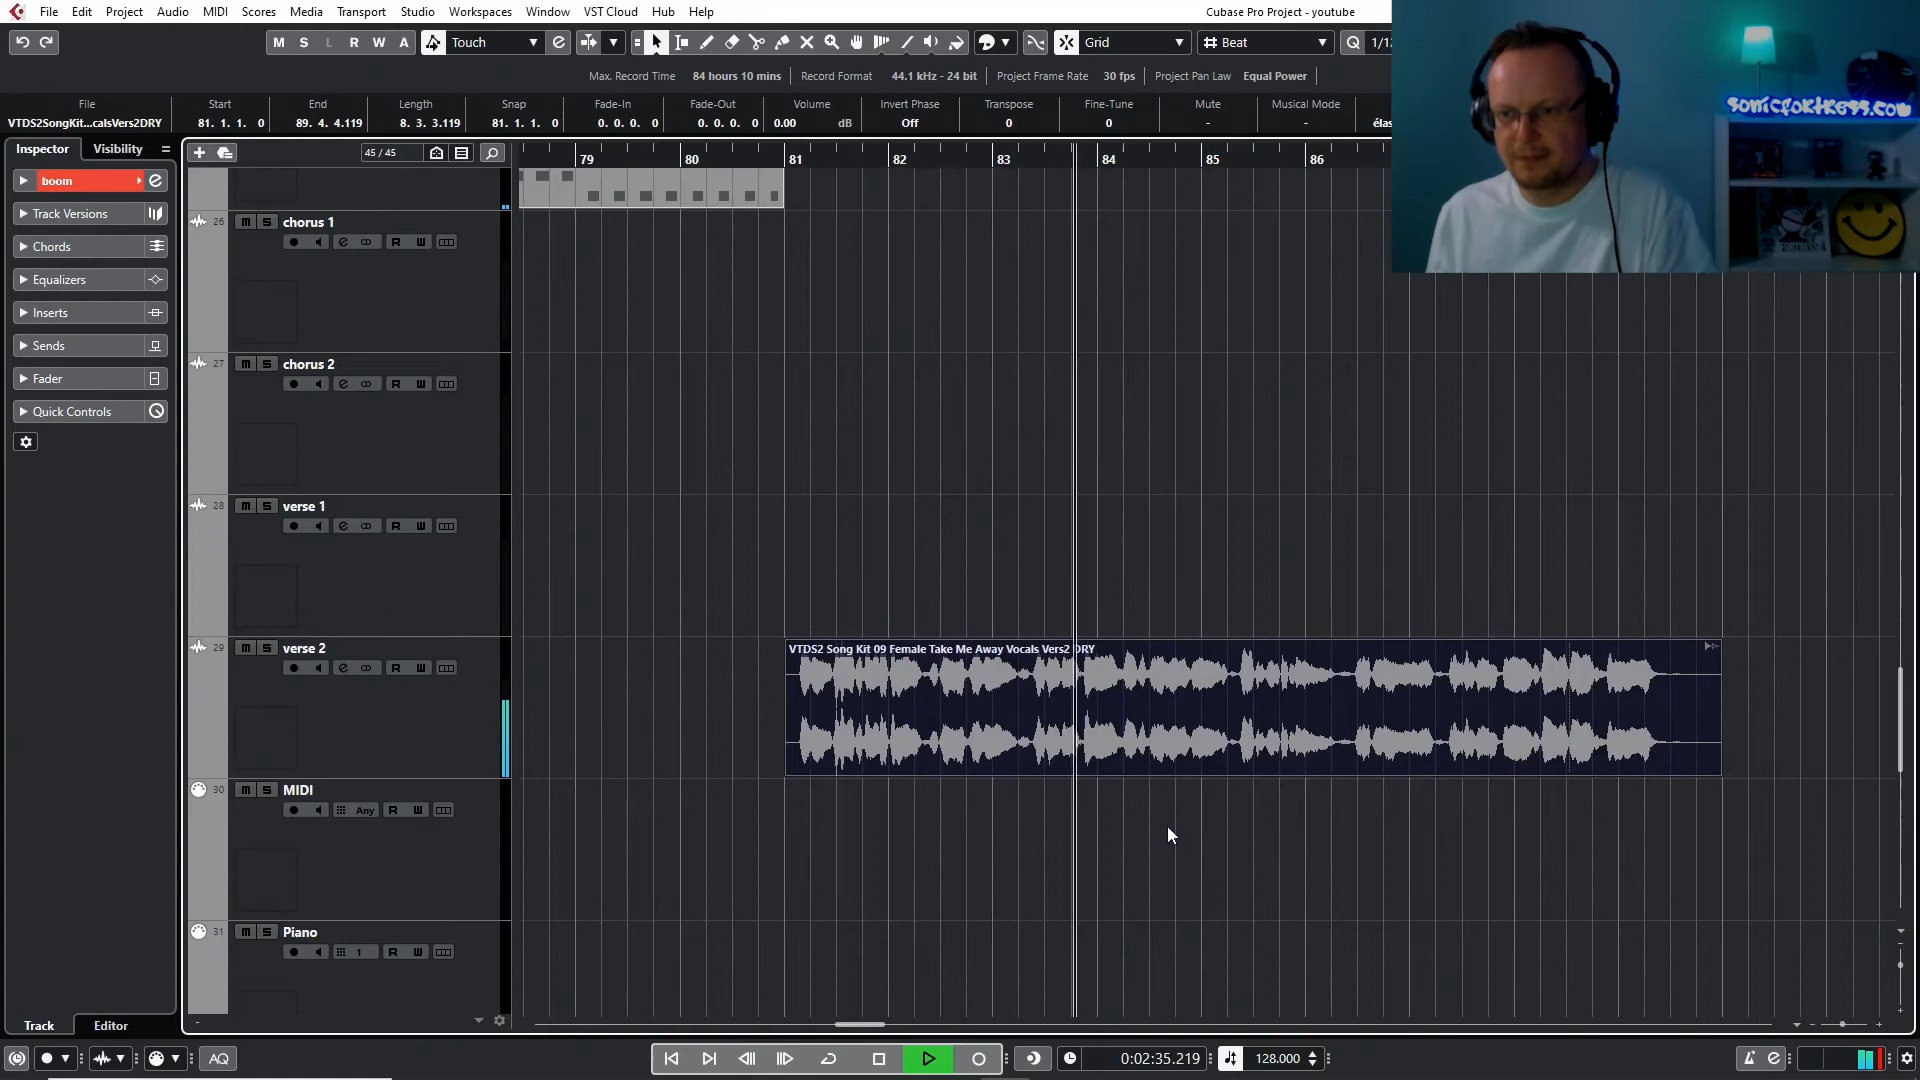 File Edit Project Audio MIDI Scores Media Transport Studio Workspaces Window VST Cloud Hub Help
Cubase Pro Project - youtube
M S L R W A Touch Grid Beat Q
Max. Record Time 84 hours 10 mins Record Format 44.1 kHz - 24 bit Project Frame Rate 30 fps Project Pan Law Equal Power
File Start End Length Snap Fade-In Fade-Out Volume Invert Phase Transpose Fine-Tune Mute Musical Mode
VTDS2SongKit...calsVers2DRY 81. 1. 1. 0 89. 4. 4.119 8. 3. 3.119 81. 1. 1. 0 0. 0. 0. 0 0. 0. 0. 0 0.00 dB Off 0 0 - - élas
sonicfortress.com
Inspector Visibility
45 / 45
79 80 81 82 83 84 85 86
boom
Track Versions
Chords
Equalizers
Inserts
Sends
Fader
Quick Controls
26 m S chorus 1
R W
27 m S chorus 2
R W
28 m S verse 1
R W
29 m S verse 2
R W
VTDS2 Song Kit 09 Female Take Me Away Vocals Vers2 DRY
30 m S MIDI
Any R W
31 m S Piano
1 R W
Track Editor
AQ
0:02:35.219
128.000